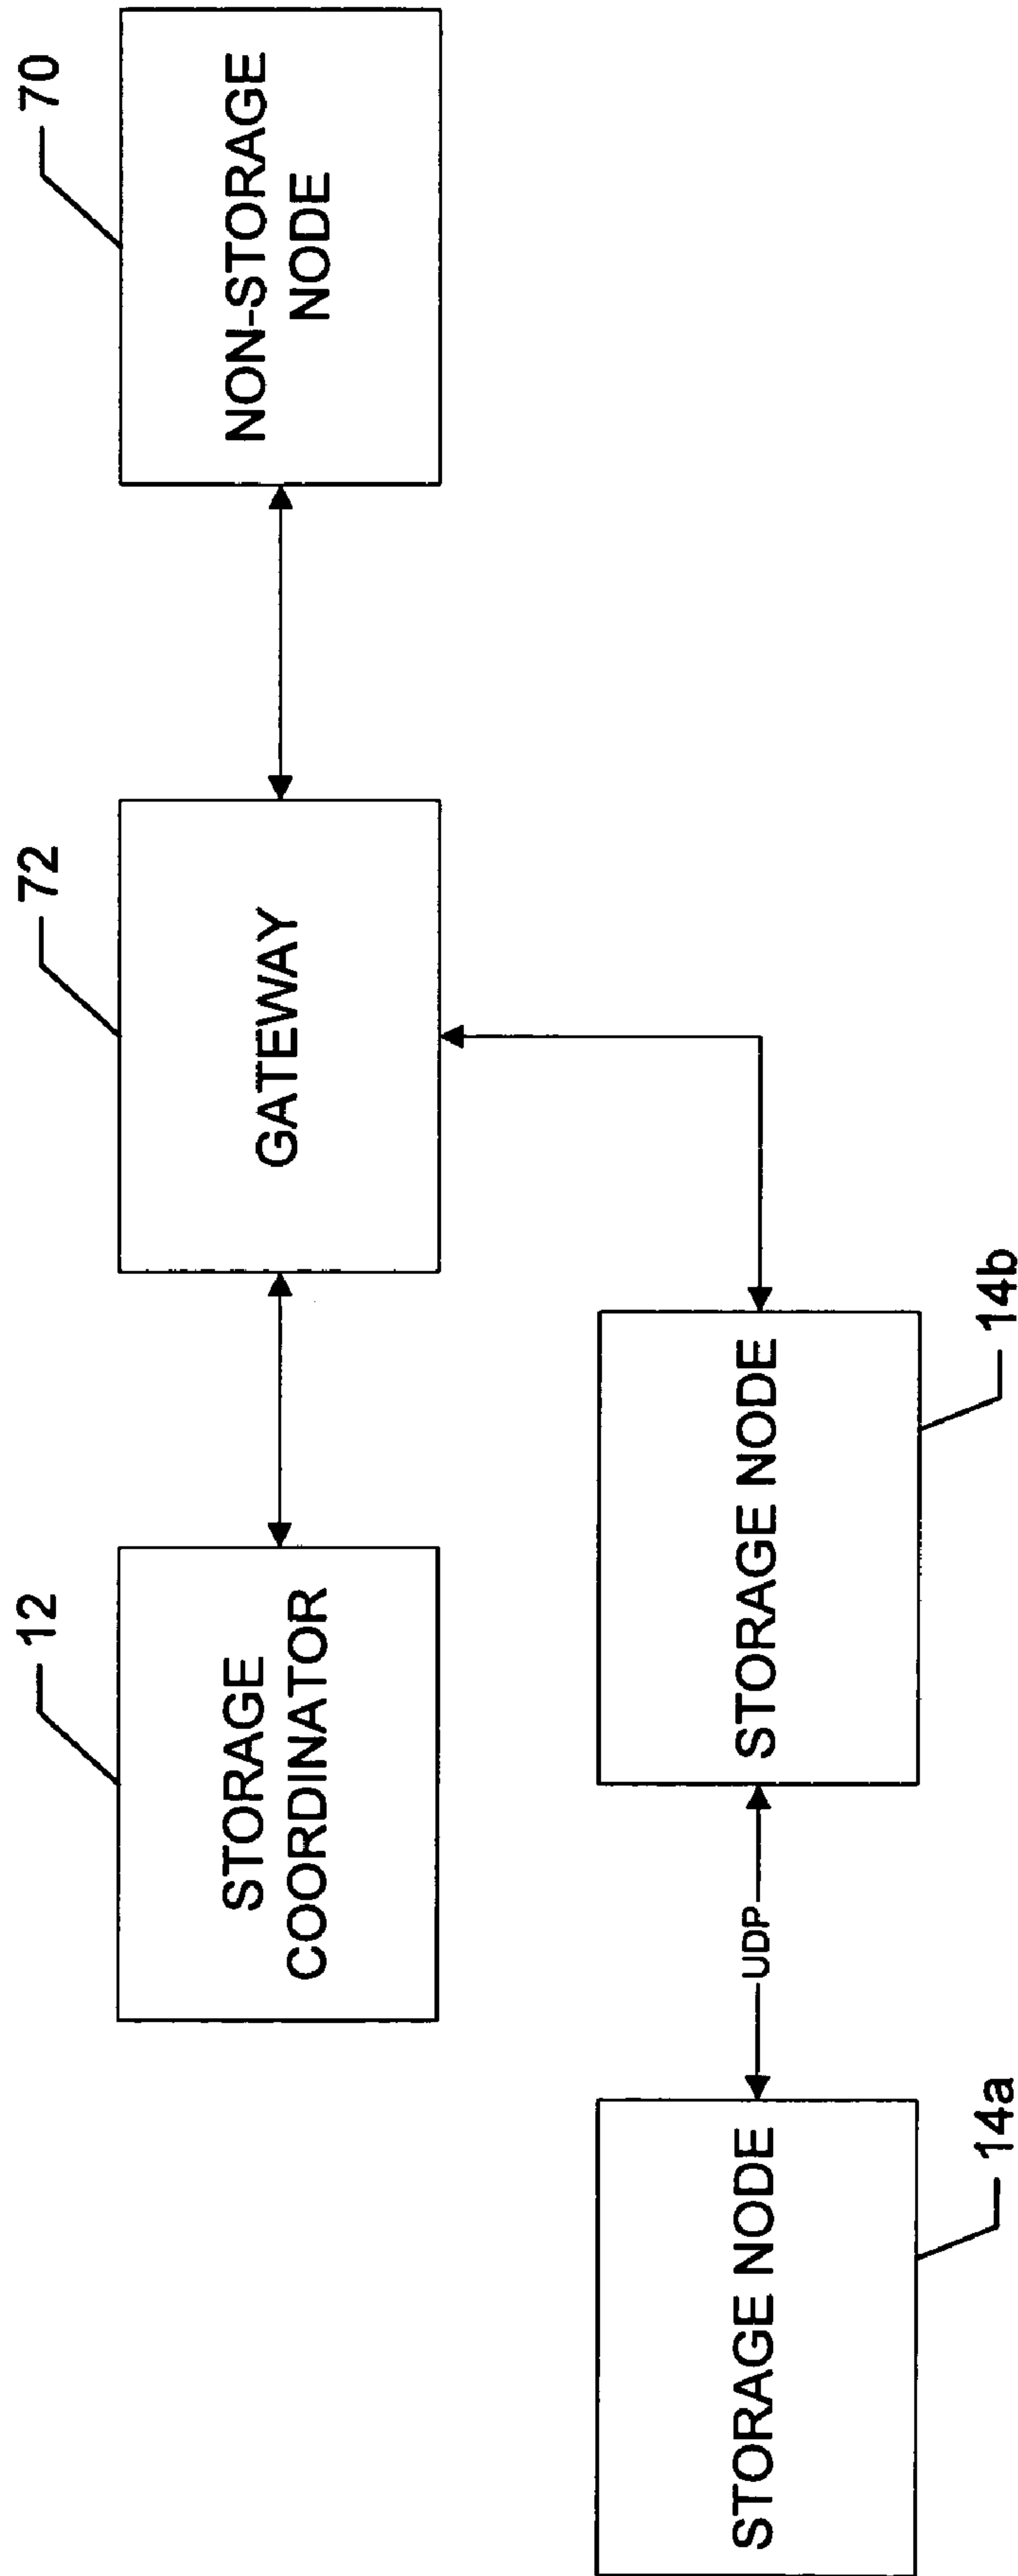 12
STORAGE
COORDINATOR
72
GATEWAY
70
NON-STORAGE
NODE
STORAGE NODE
14a
UDP
STORAGE NODE
14b